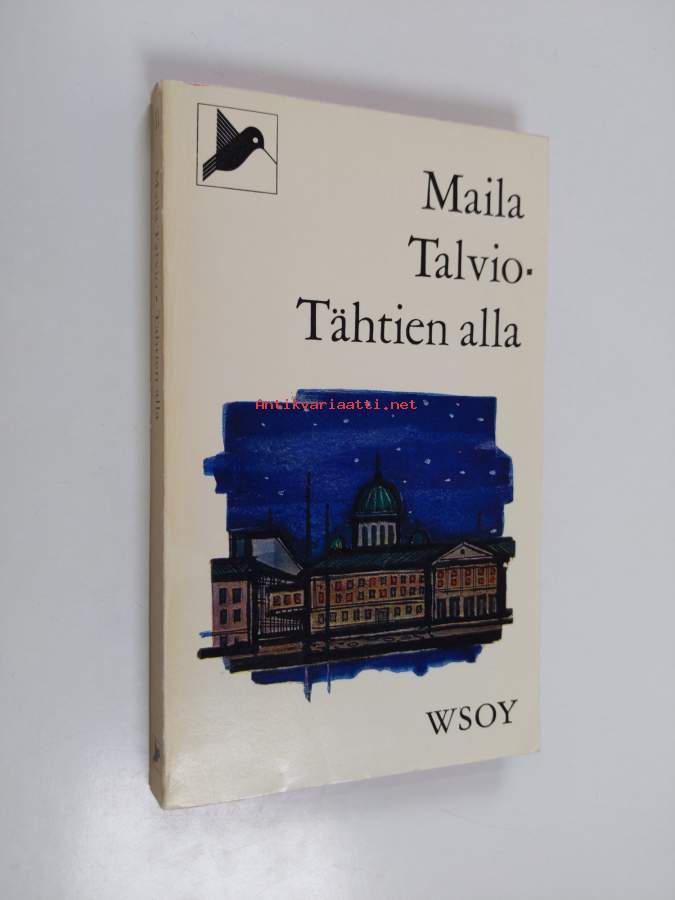 Maila
Talvio·
Tähtien alla
Antikvariaatti.net
WSOY
Maila Talvio • Tähtien alla